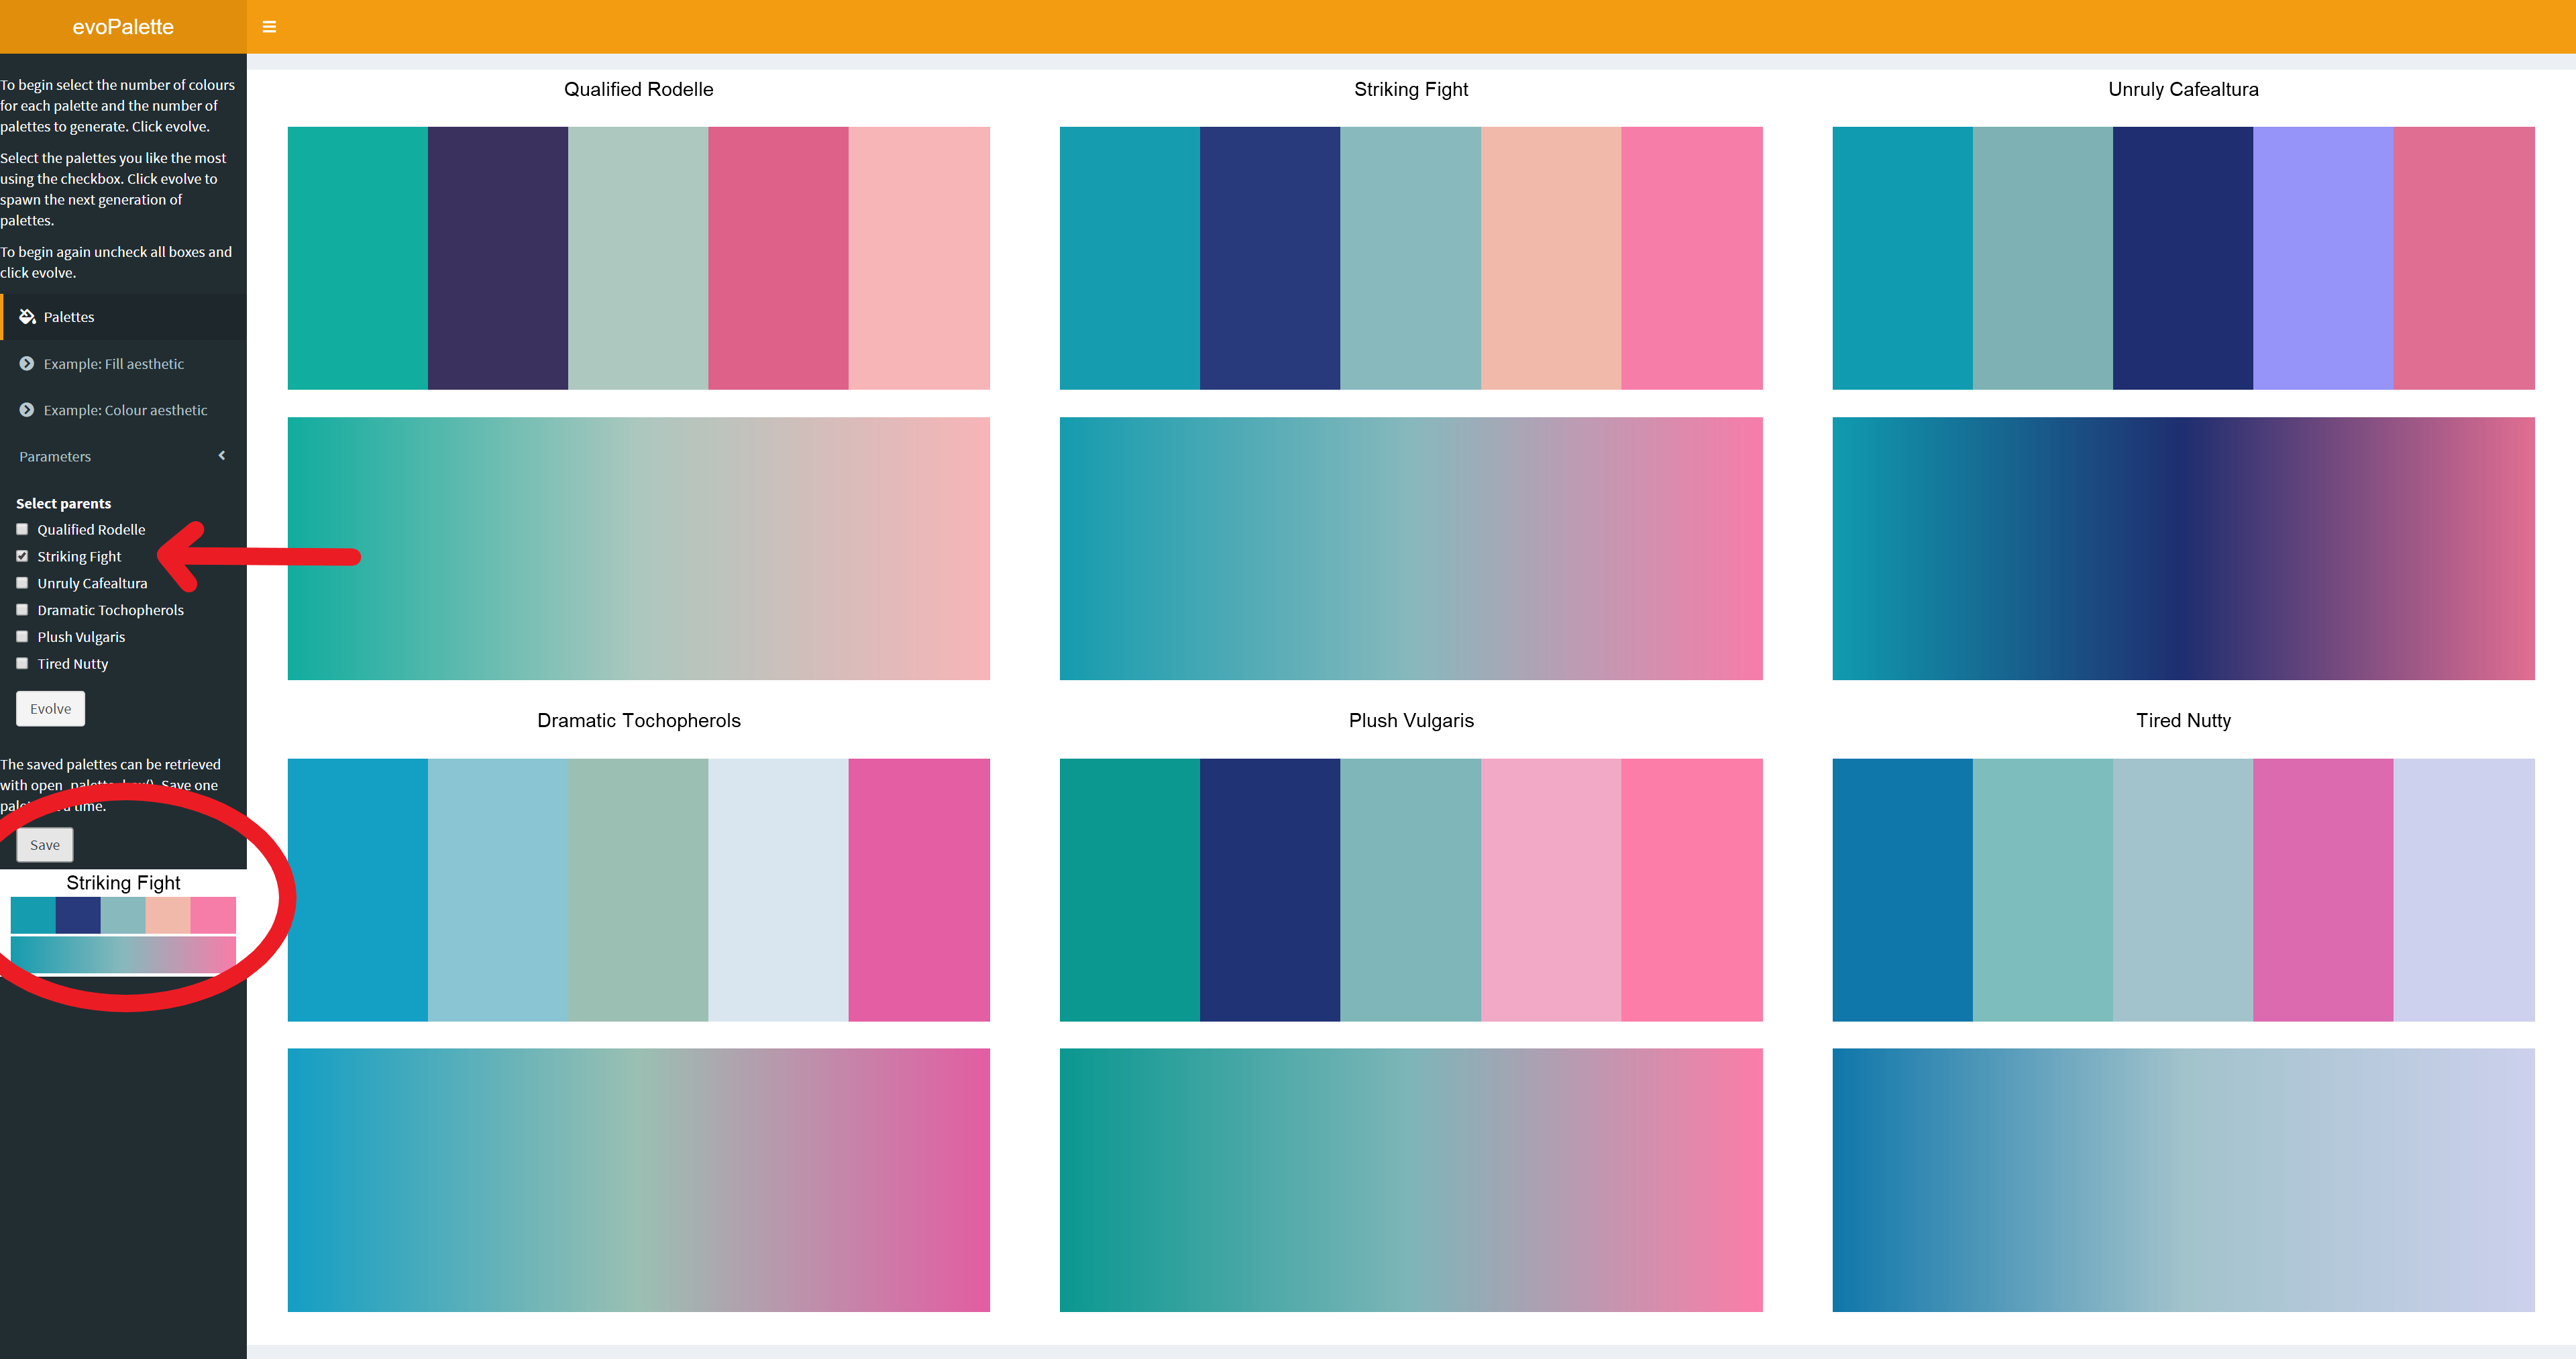 evoPalette
To begin select the number of colours
for each palette and the number of
palettes to generate. Click evolve.
Select the palettes you like the most
using the checkbox. Click evolve to
spawn the next generation of
palettes.
To begin again uncheck all boxes and
click evolve.
Palettes
Example: Fill aesthetic
Example: Colour aesthetic
Parameters
Select parents
Qualified Rodelle
Striking Fight
Unruly Cafealtura
Dramatic Tochopherols
Plush Vulgaris
Tired Nutty
Evolve
The saved palettes can be retrieved
with open Save one
time.
Save
Striking Fight
Qualified Rodelle
Striking Fight
Unruly Cafealtura
Dramatic Tochopherols
Plush Vulgaris
Tired Nutty